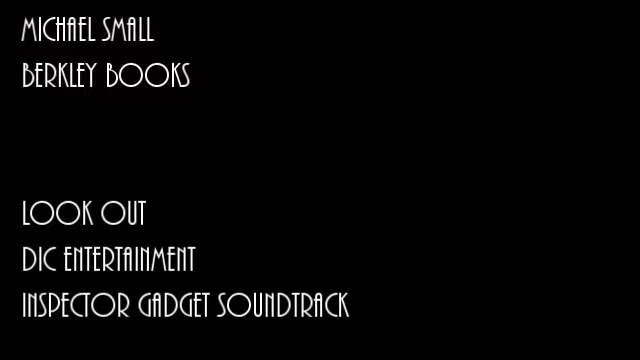 MICHAEL SMALL
BERKLEY BOOKS
LOOK OUT
DIC ENTERTAINMENT
INSPECTOR GADGET SOUNDTRACK